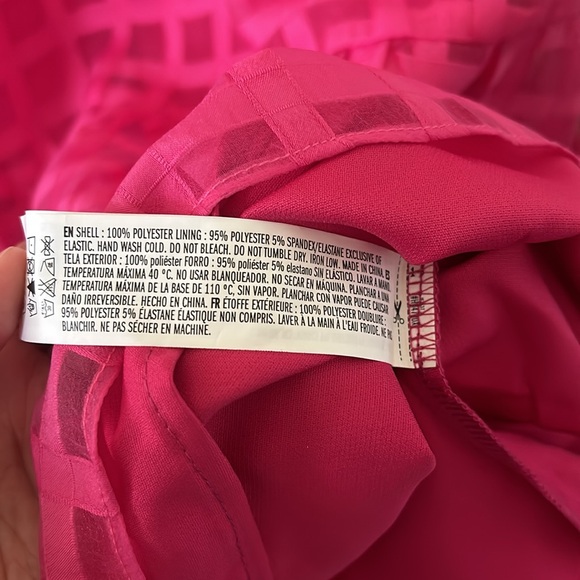 EN SHELL : 100% POLYESTER LINING : 95% POLYESTER 5% SPANDEX/ELASTANE EXCLUSIVE OF
ELASTIC. HAND WASH COLD. DO NOT BLEACH. DO NOT TUMBLE DRY. IRON LOW. MADE IN CHINA. ES
TELA EXTERIOR : 100% poliéster FORRO : 95% poliéster 5% elastano SIN ELÁSTICO. LAVAR A MANO
TEMPERATURA MÁXIMA 40 °C. NO USAR BLANQUEADOR. NO SECAR EN MAQUINA. PLANCHAR A UNA
TEMPERATURA MÁXIMA DE LA BASE DE 110 °C, SIN VAPOR. PLANCHAR CON VAPOR PUEDE CAUSAR
DAÑO IRREVERSIBLE. HECHO EN CHINA. FR ÉTOFFE EXTÉRIEURE : 100% POLYESTER DOUBLURE :
95% POLYESTER 5% ÉLASTANE ÉLASTIQUE NON COMPRIS. LAVER À LA MAIN À L'EAU FROIDE. NE PAS
BLANCHIR. NE PAS SÉCHER EN MACHINE.